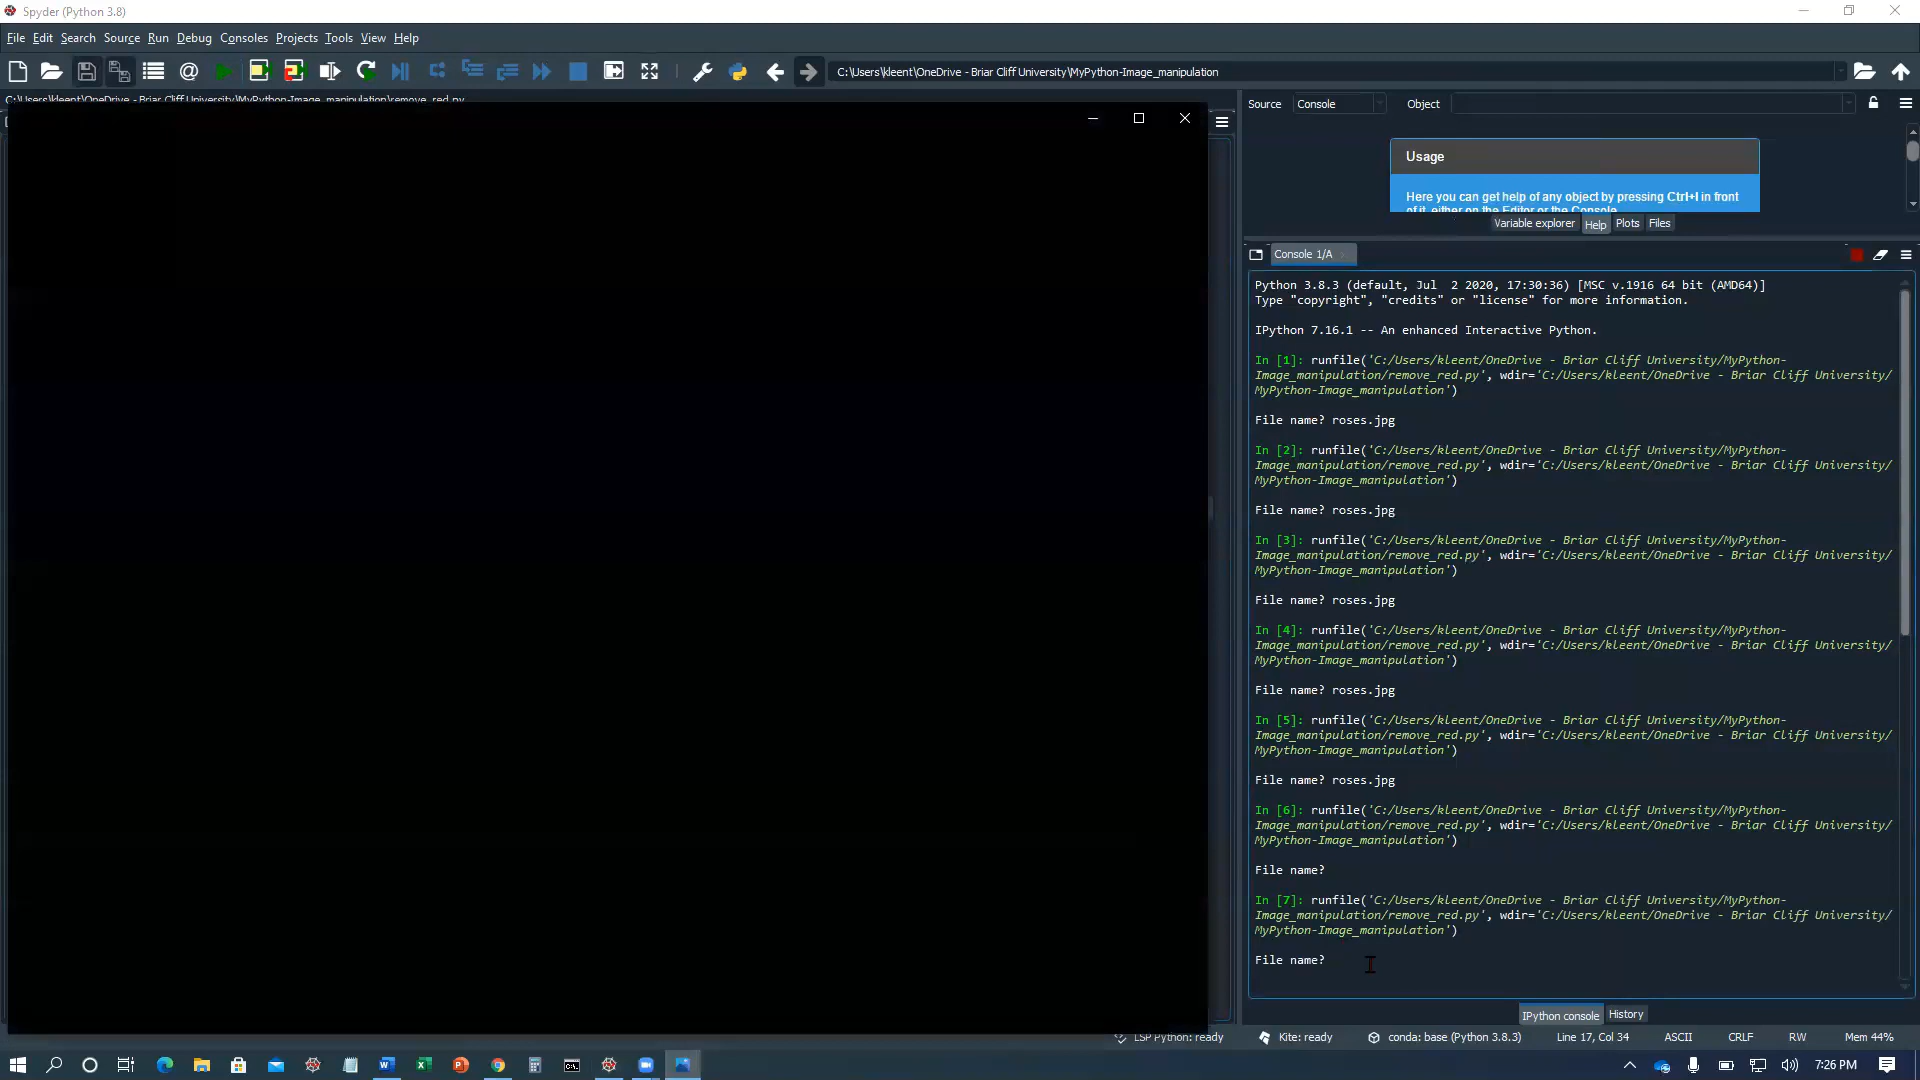 Spyder (Python 3.8)
File Edit Search Source Run Debug Consoles Projects Tools View Help
C:\Users\kleent\OneDrive - Briar Cliff University\MyPython-Image_manipulation
C:\Users\kleent\OneDrive - Briar Cliff University\MyPython-Image_manipulation\remove_red.py
Source Console Object
Usage
Here you can get help of any object by pressing Ctrl+I in front
of it, either on the Editor or the Console.
Variable explorer Help Plots Files
Console 1/A
Python 3.8.3 (default, Jul  2 2020, 17:30:36) [MSC v.1916 64 bit (AMD64)]
Type "copyright", "credits" or "license" for more information.
IPython 7.16.1 -- An enhanced Interactive Python.
In [1]: runfile('C:/Users/kleent/OneDrive - Briar Cliff University/MyPython-
Image_manipulation/remove_red.py', wdir='C:/Users/kleent/OneDrive - Briar Cliff University/
MyPython-Image_manipulation')
File name? roses.jpg
In [2]: runfile('C:/Users/kleent/OneDrive - Briar Cliff University/MyPython-
Image_manipulation/remove_red.py', wdir='C:/Users/kleent/OneDrive - Briar Cliff University/
MyPython-Image_manipulation')
File name? roses.jpg
In [3]: runfile('C:/Users/kleent/OneDrive - Briar Cliff University/MyPython-
Image_manipulation/remove_red.py', wdir='C:/Users/kleent/OneDrive - Briar Cliff University/
MyPython-Image_manipulation')
File name? roses.jpg
In [4]: runfile('C:/Users/kleent/OneDrive - Briar Cliff University/MyPython-
Image_manipulation/remove_red.py', wdir='C:/Users/kleent/OneDrive - Briar Cliff University/
MyPython-Image_manipulation')
File name? roses.jpg
In [5]: runfile('C:/Users/kleent/OneDrive - Briar Cliff University/MyPython-
Image_manipulation/remove_red.py', wdir='C:/Users/kleent/OneDrive - Briar Cliff University/
MyPython-Image_manipulation')
File name? roses.jpg
In [6]: runfile('C:/Users/kleent/OneDrive - Briar Cliff University/MyPython-
Image_manipulation/remove_red.py', wdir='C:/Users/kleent/OneDrive - Briar Cliff University/
MyPython-Image_manipulation')
File name?
In [7]: runfile('C:/Users/kleent/OneDrive - Briar Cliff University/MyPython-
Image_manipulation/remove_red.py', wdir='C:/Users/kleent/OneDrive - Briar Cliff University/
MyPython-Image_manipulation')
File name?
IPython console History
LSP Python: ready Kite: ready conda: base (Python 3.8.3) Line 17, Col 34 ASCII CRLF RW Mem 44%
7:26 PM